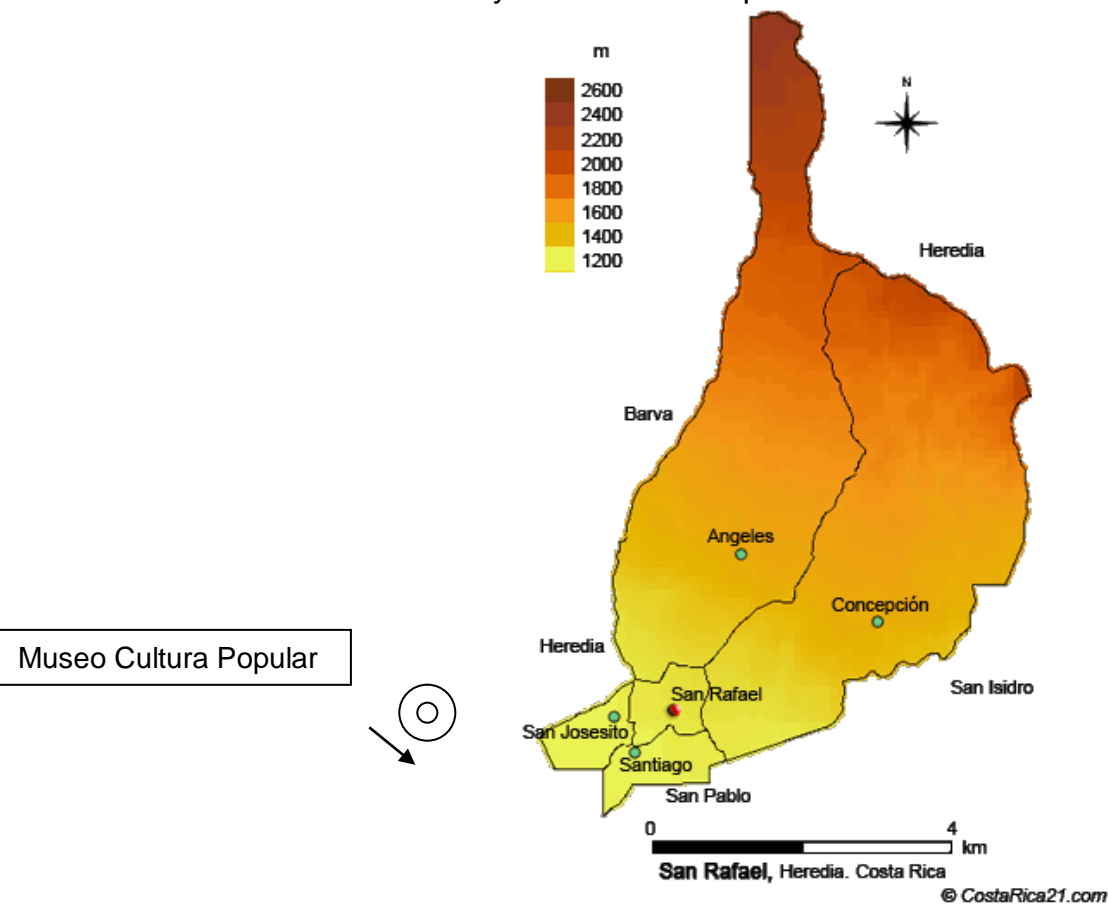 m
2600
2400
2200
2000
1800
1600
1400
1200
N
Heredia
Barva
Angeles
Concepción
Heredia
Museo Cultura Popular
San Isidro
San Rafael
San Josesito
Santiago
San Pablo
0 4
km
San Rafael, Heredia. Costa Rica
© CostaRica21.com